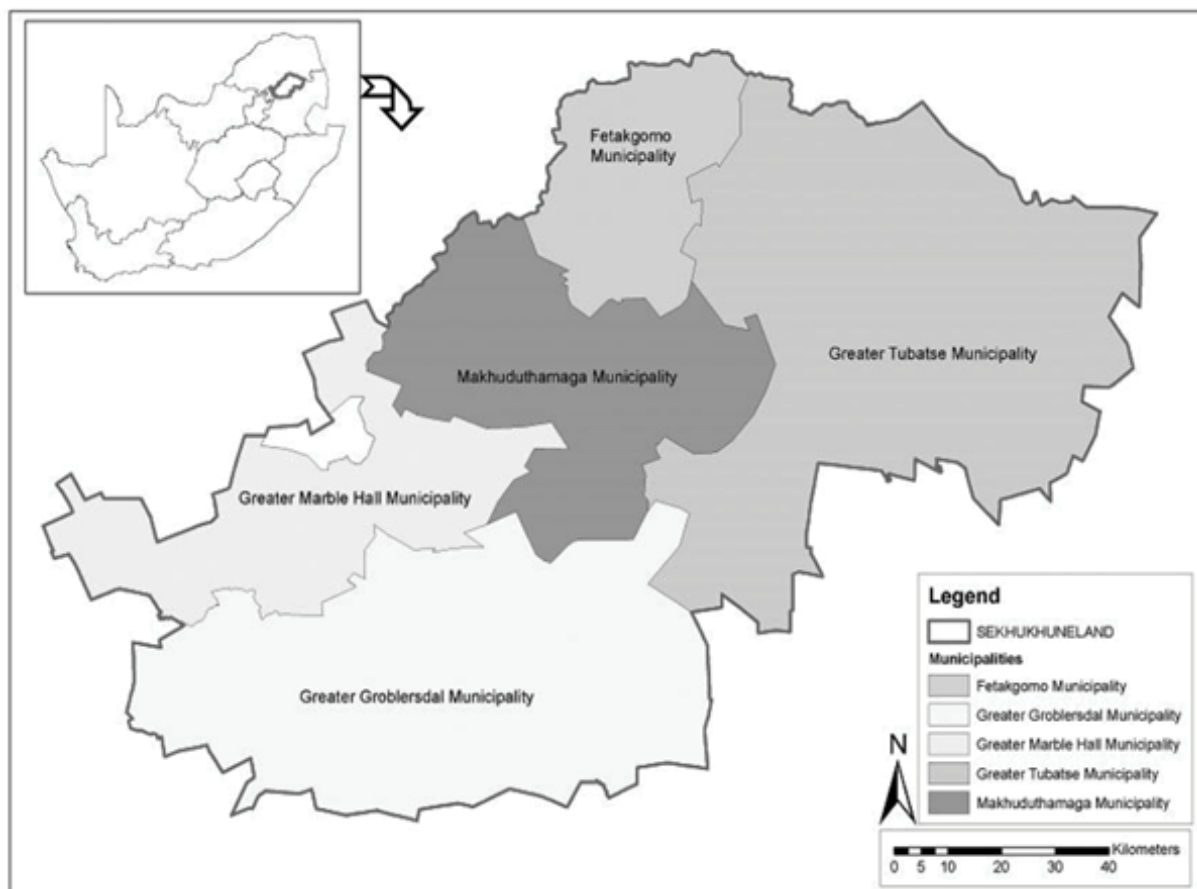 Fetakgomo
Municipality
Greater Tubatse Municipality
Makhuduthamaga Municipality
Greater Marble Hall Municipality
Greater Groblersdal Municipality
Legend
SEKHUKHUNELAND
Municipalities
Fetakgomo Municipality
Greater Groblersdal Municipality
Greater Marble Hall Municipality
Greater Tubatse Municipality
Makhuduthamaga Municipality
N
Kilometers
0 5 10 20 30 40